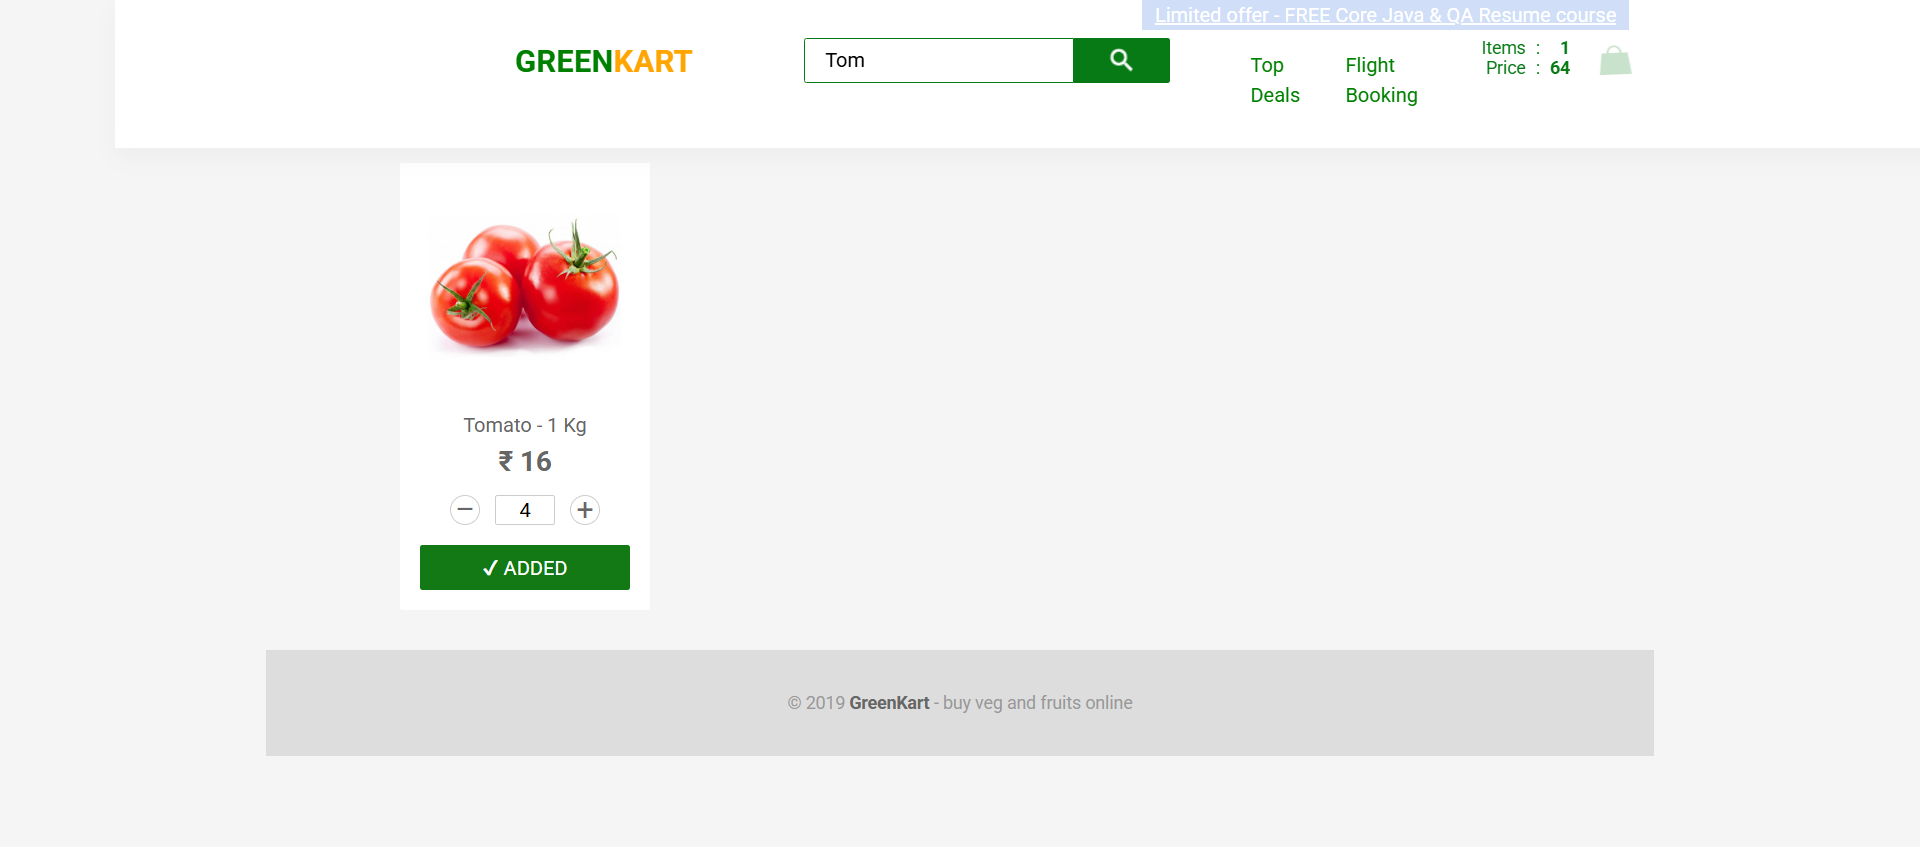 Limited offer - FREE Core Java & QA Resume course
GREENKART
Tom
Top
Deals
Flight
Booking
Items : 1
Price : 64
Tomato - 1 Kg
₹ 16
− 4 +
✓ ADDED
© 2019 GreenKart - buy veg and fruits online